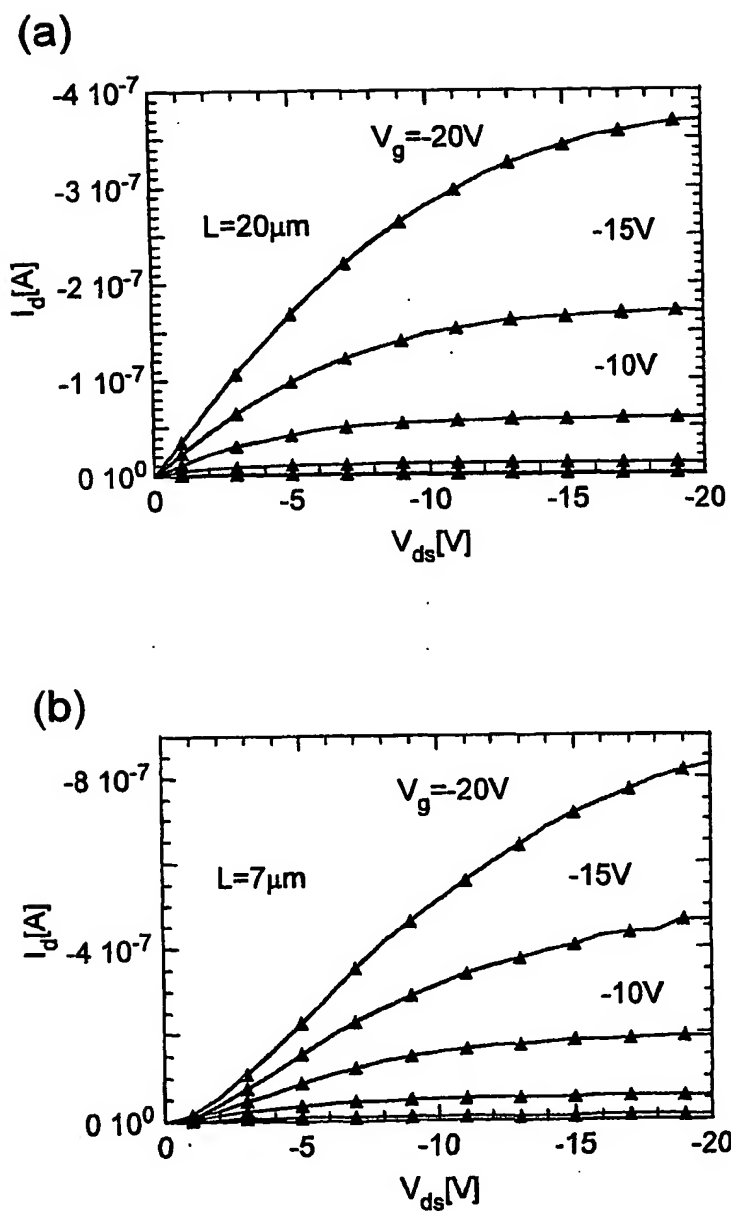 (a)
-4 10-7
-3 10-7
-2 10-7
-1 10-7
0 100
Id[A]
Vg=-20V
L=20μm
-15V
-10V
0 -5 -10 -15 -20
Vds[V]
(b)
-8 10-7
-4 10-7
0 100
Id[A]
Vg=-20V
L=7μm
-15V
-10V
0 -5 -10 -15 -20
Vds[V]